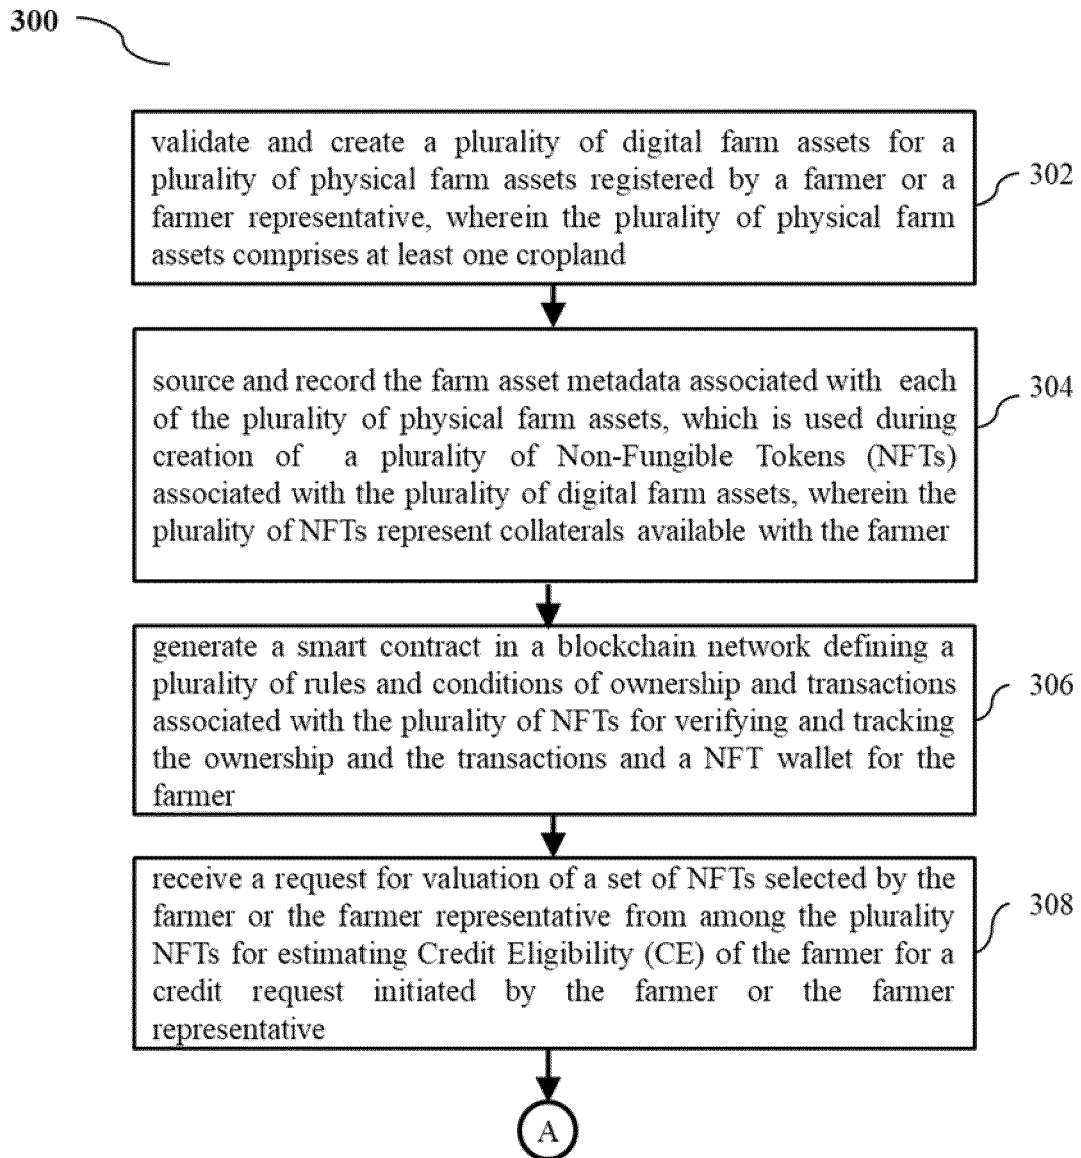 300
validate and create a plurality of digital farm assets for a
plurality of physical farm assets registered by a farmer or a
farmer representative, wherein the plurality of physical farm
assets comprises at least one cropland
302
source and record the farm asset metadata associated with each
of the plurality of physical farm assets, which is used during
creation of a plurality of Non-Fungible Tokens (NFTs)
associated with the plurality of digital farm assets, wherein the
plurality of NFTs represent collaterals available with the farmer
304
generate a smart contract in a blockchain network defining a
plurality of rules and conditions of ownership and transactions
associated with the plurality of NFTs for verifying and tracking
the ownership and the transactions and a NFT wallet for the
farmer
306
receive a request for valuation of a set of NFTs selected by the
farmer or the farmer representative from among the plurality
NFTs for estimating Credit Eligibility (CE) of the farmer for a
credit request initiated by the farmer or the farmer
representative
308
A